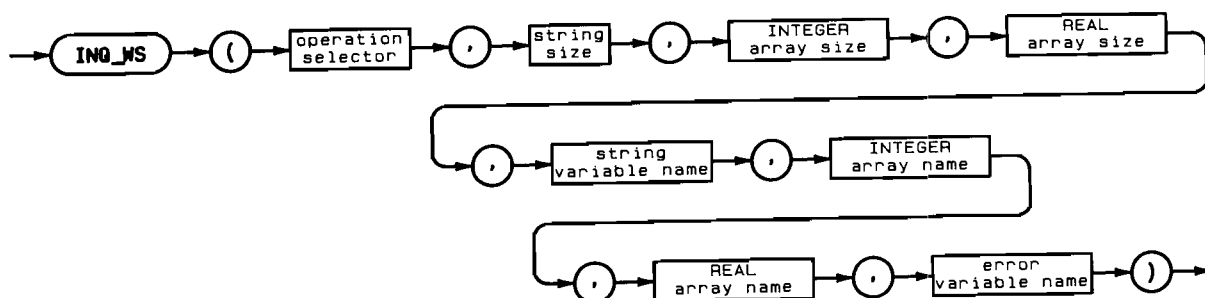 INQ_WS ( operation selector , string size , INTEGER array size , REAL array size
, string variable name , INTEGER array name
, REAL array name , error variable name )